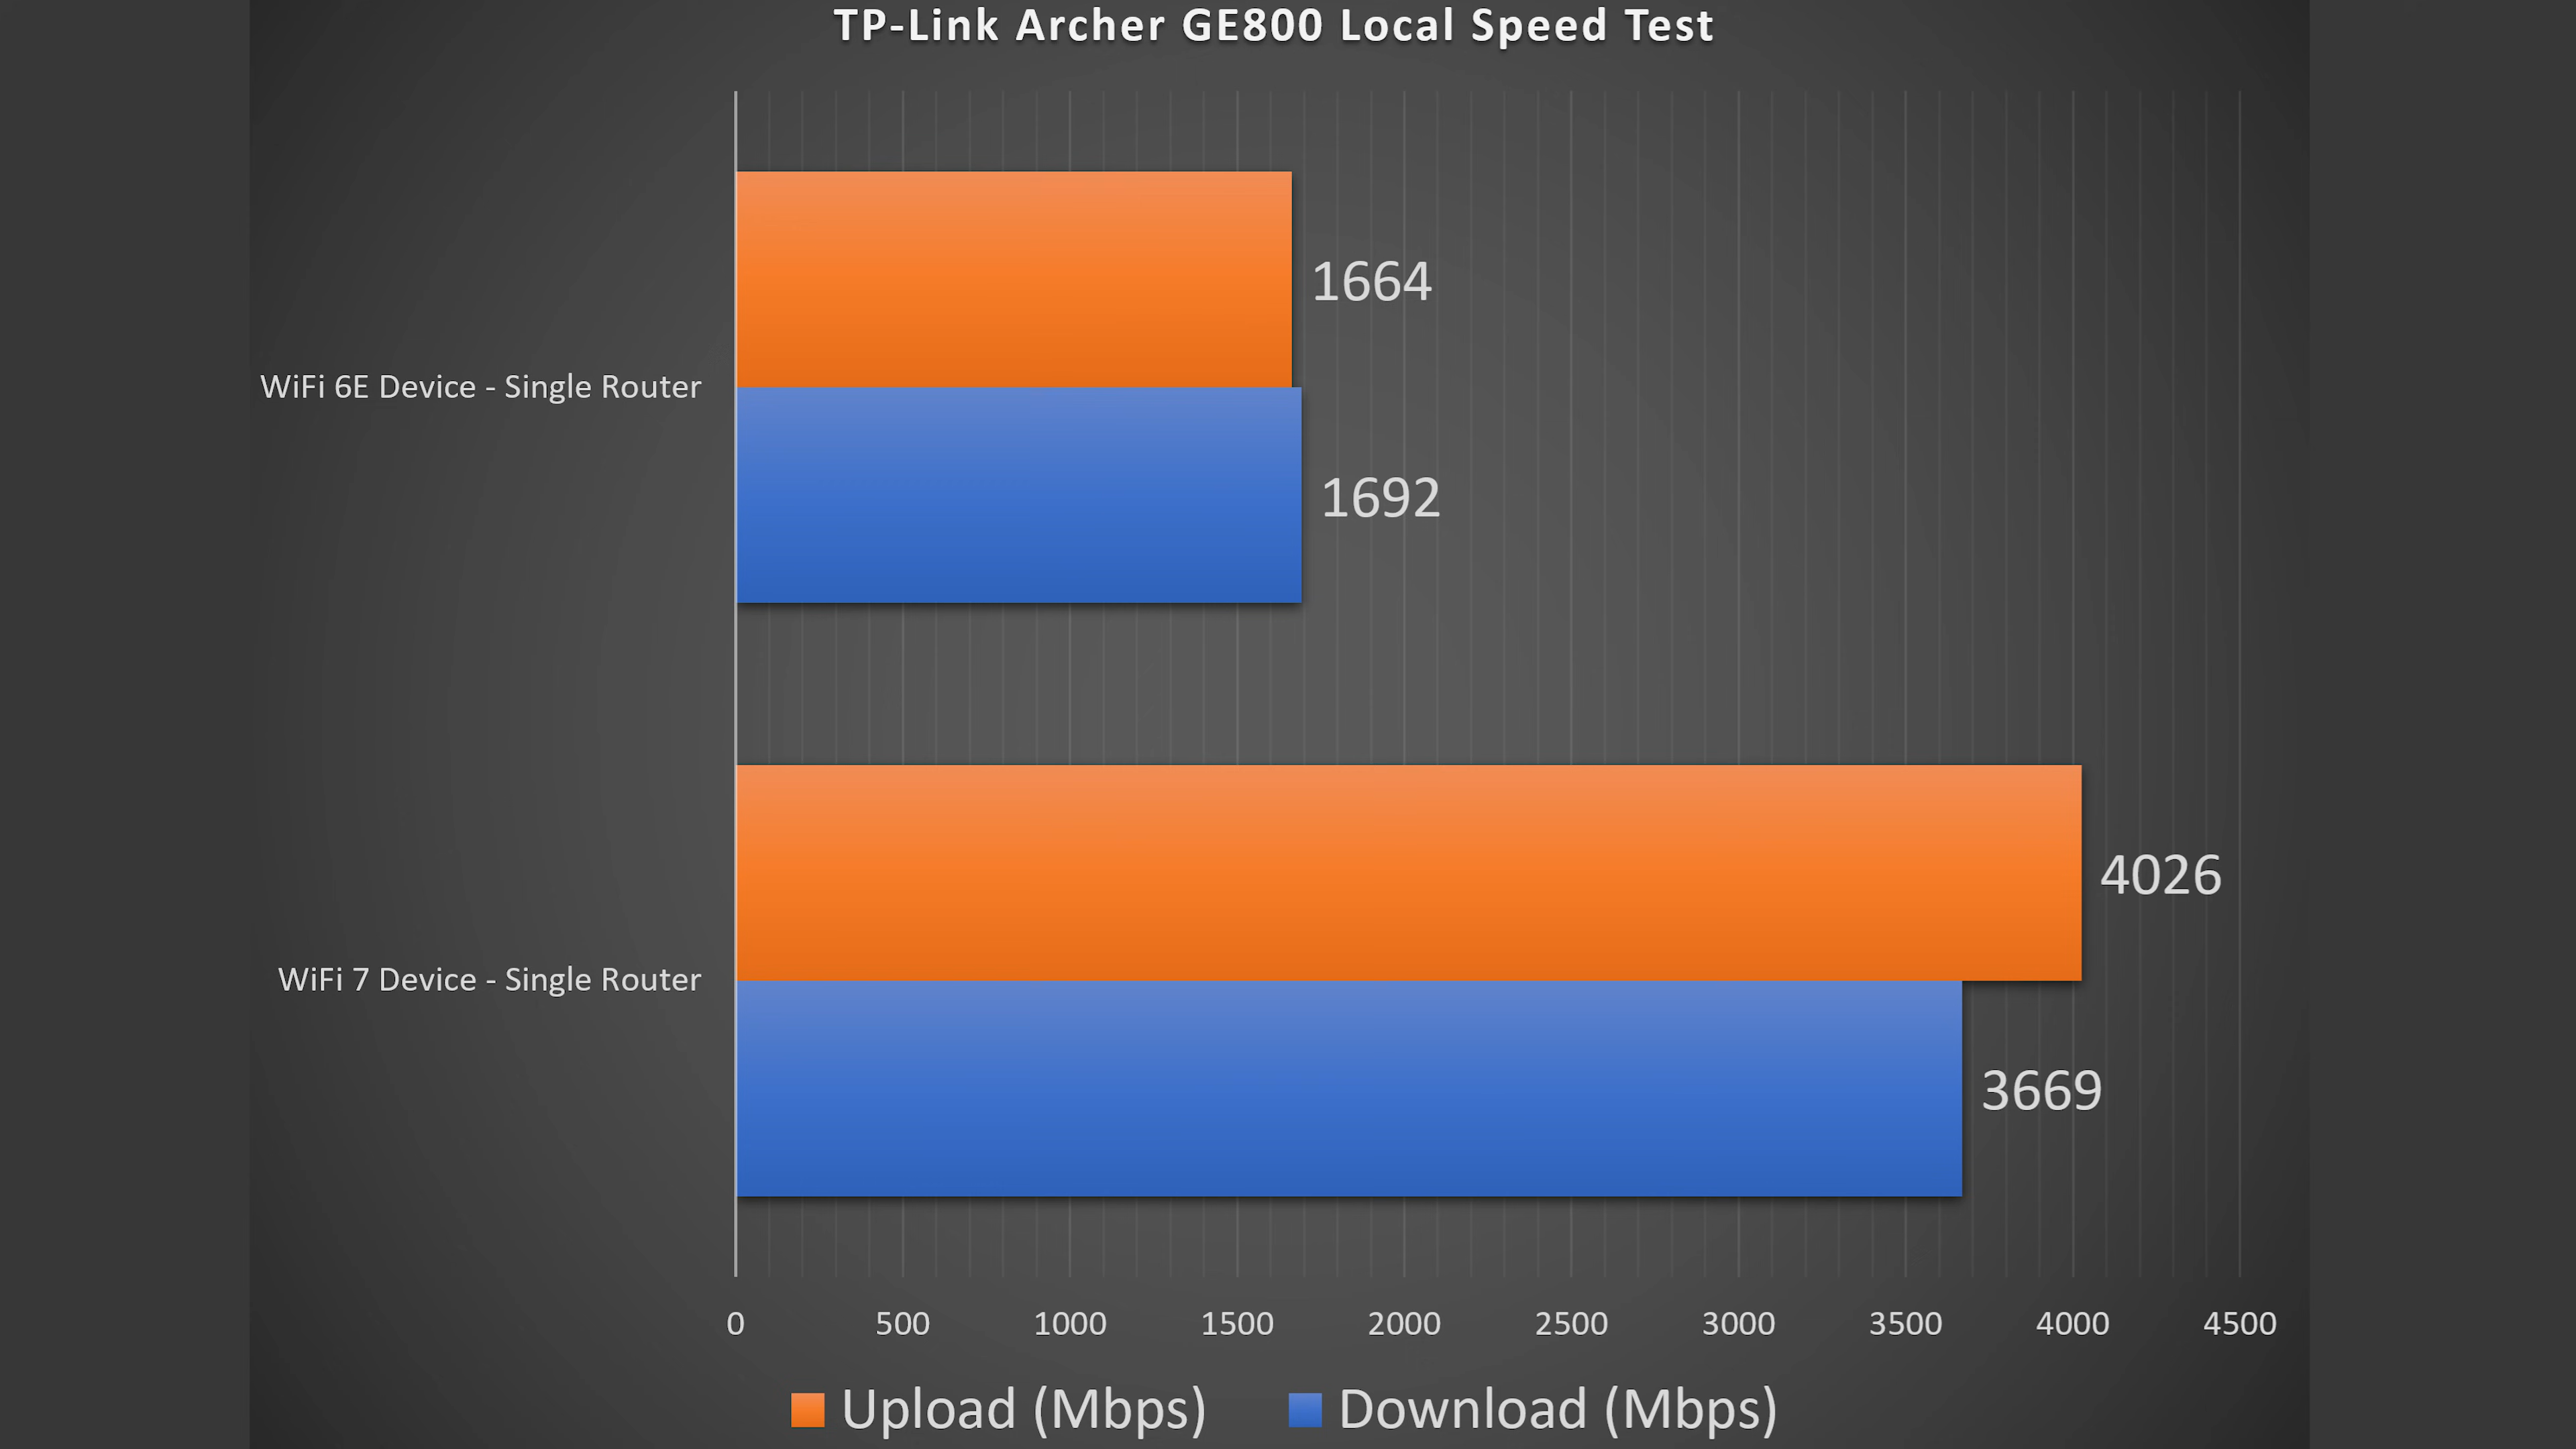 TP-Link Archer GE800 Local Speed Test
1664
WiFi 6E Device - Single Router
1692
4026
WiFi 7 Device - Single Router
3669
0 500 1000 1500 2000 2500 3000 3500 4000 4500
Upload (Mbps) Download (Mbps)